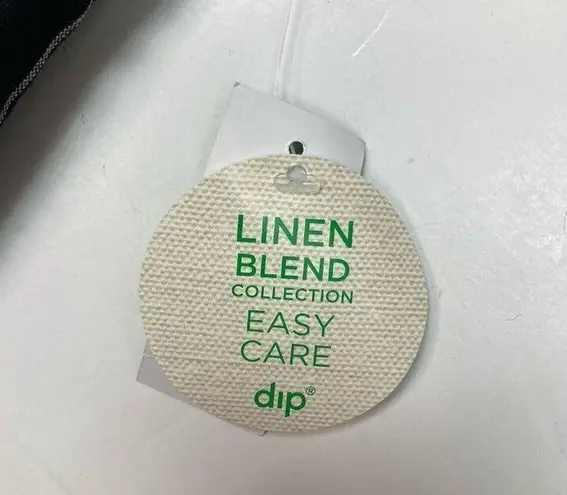 LINEN
BLEND
COLLECTION
EASY
CARE
dip®